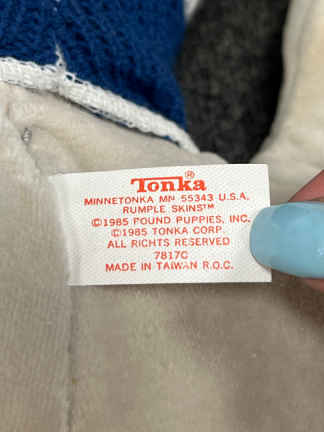 Tonka®
MINNETONKA MN 55343 U.S.A.
RUMPLE SKINS™
©1985 POUND PUPPIES, INC.
©1985 TONKA CORP.
ALL RIGHTS RESERVED
7817C
MADE IN TAIWAN R.O.C.